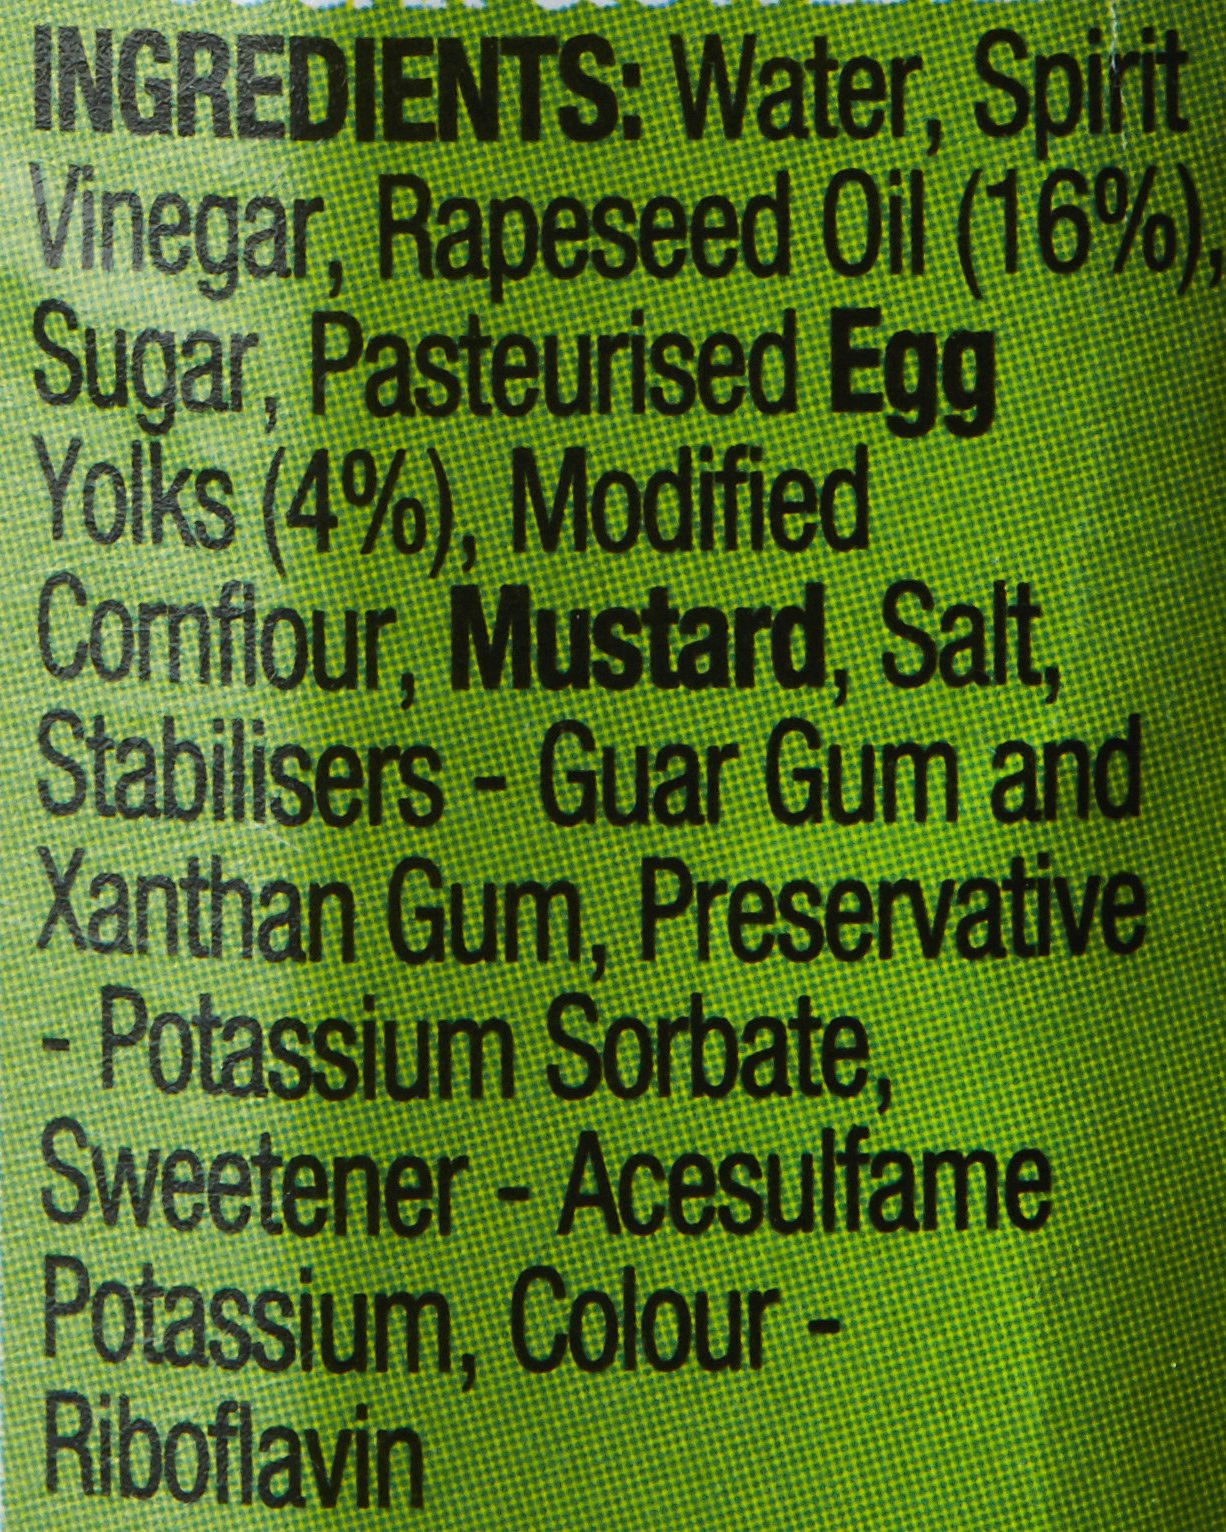 INGREDIENTS: Water, Spirit
Vinegar, Rapeseed Oil (16%),
Sugar, Pasteurised Egg
Yolks (4%), Modified
Cornflour, Mustard, Salt,
Stabilisers - Guar Gum and
Xanthan Gum, Preservative
- Potassium Sorbate,
Sweetener - Acesulfame
Potassium, Colour -
Riboflavin